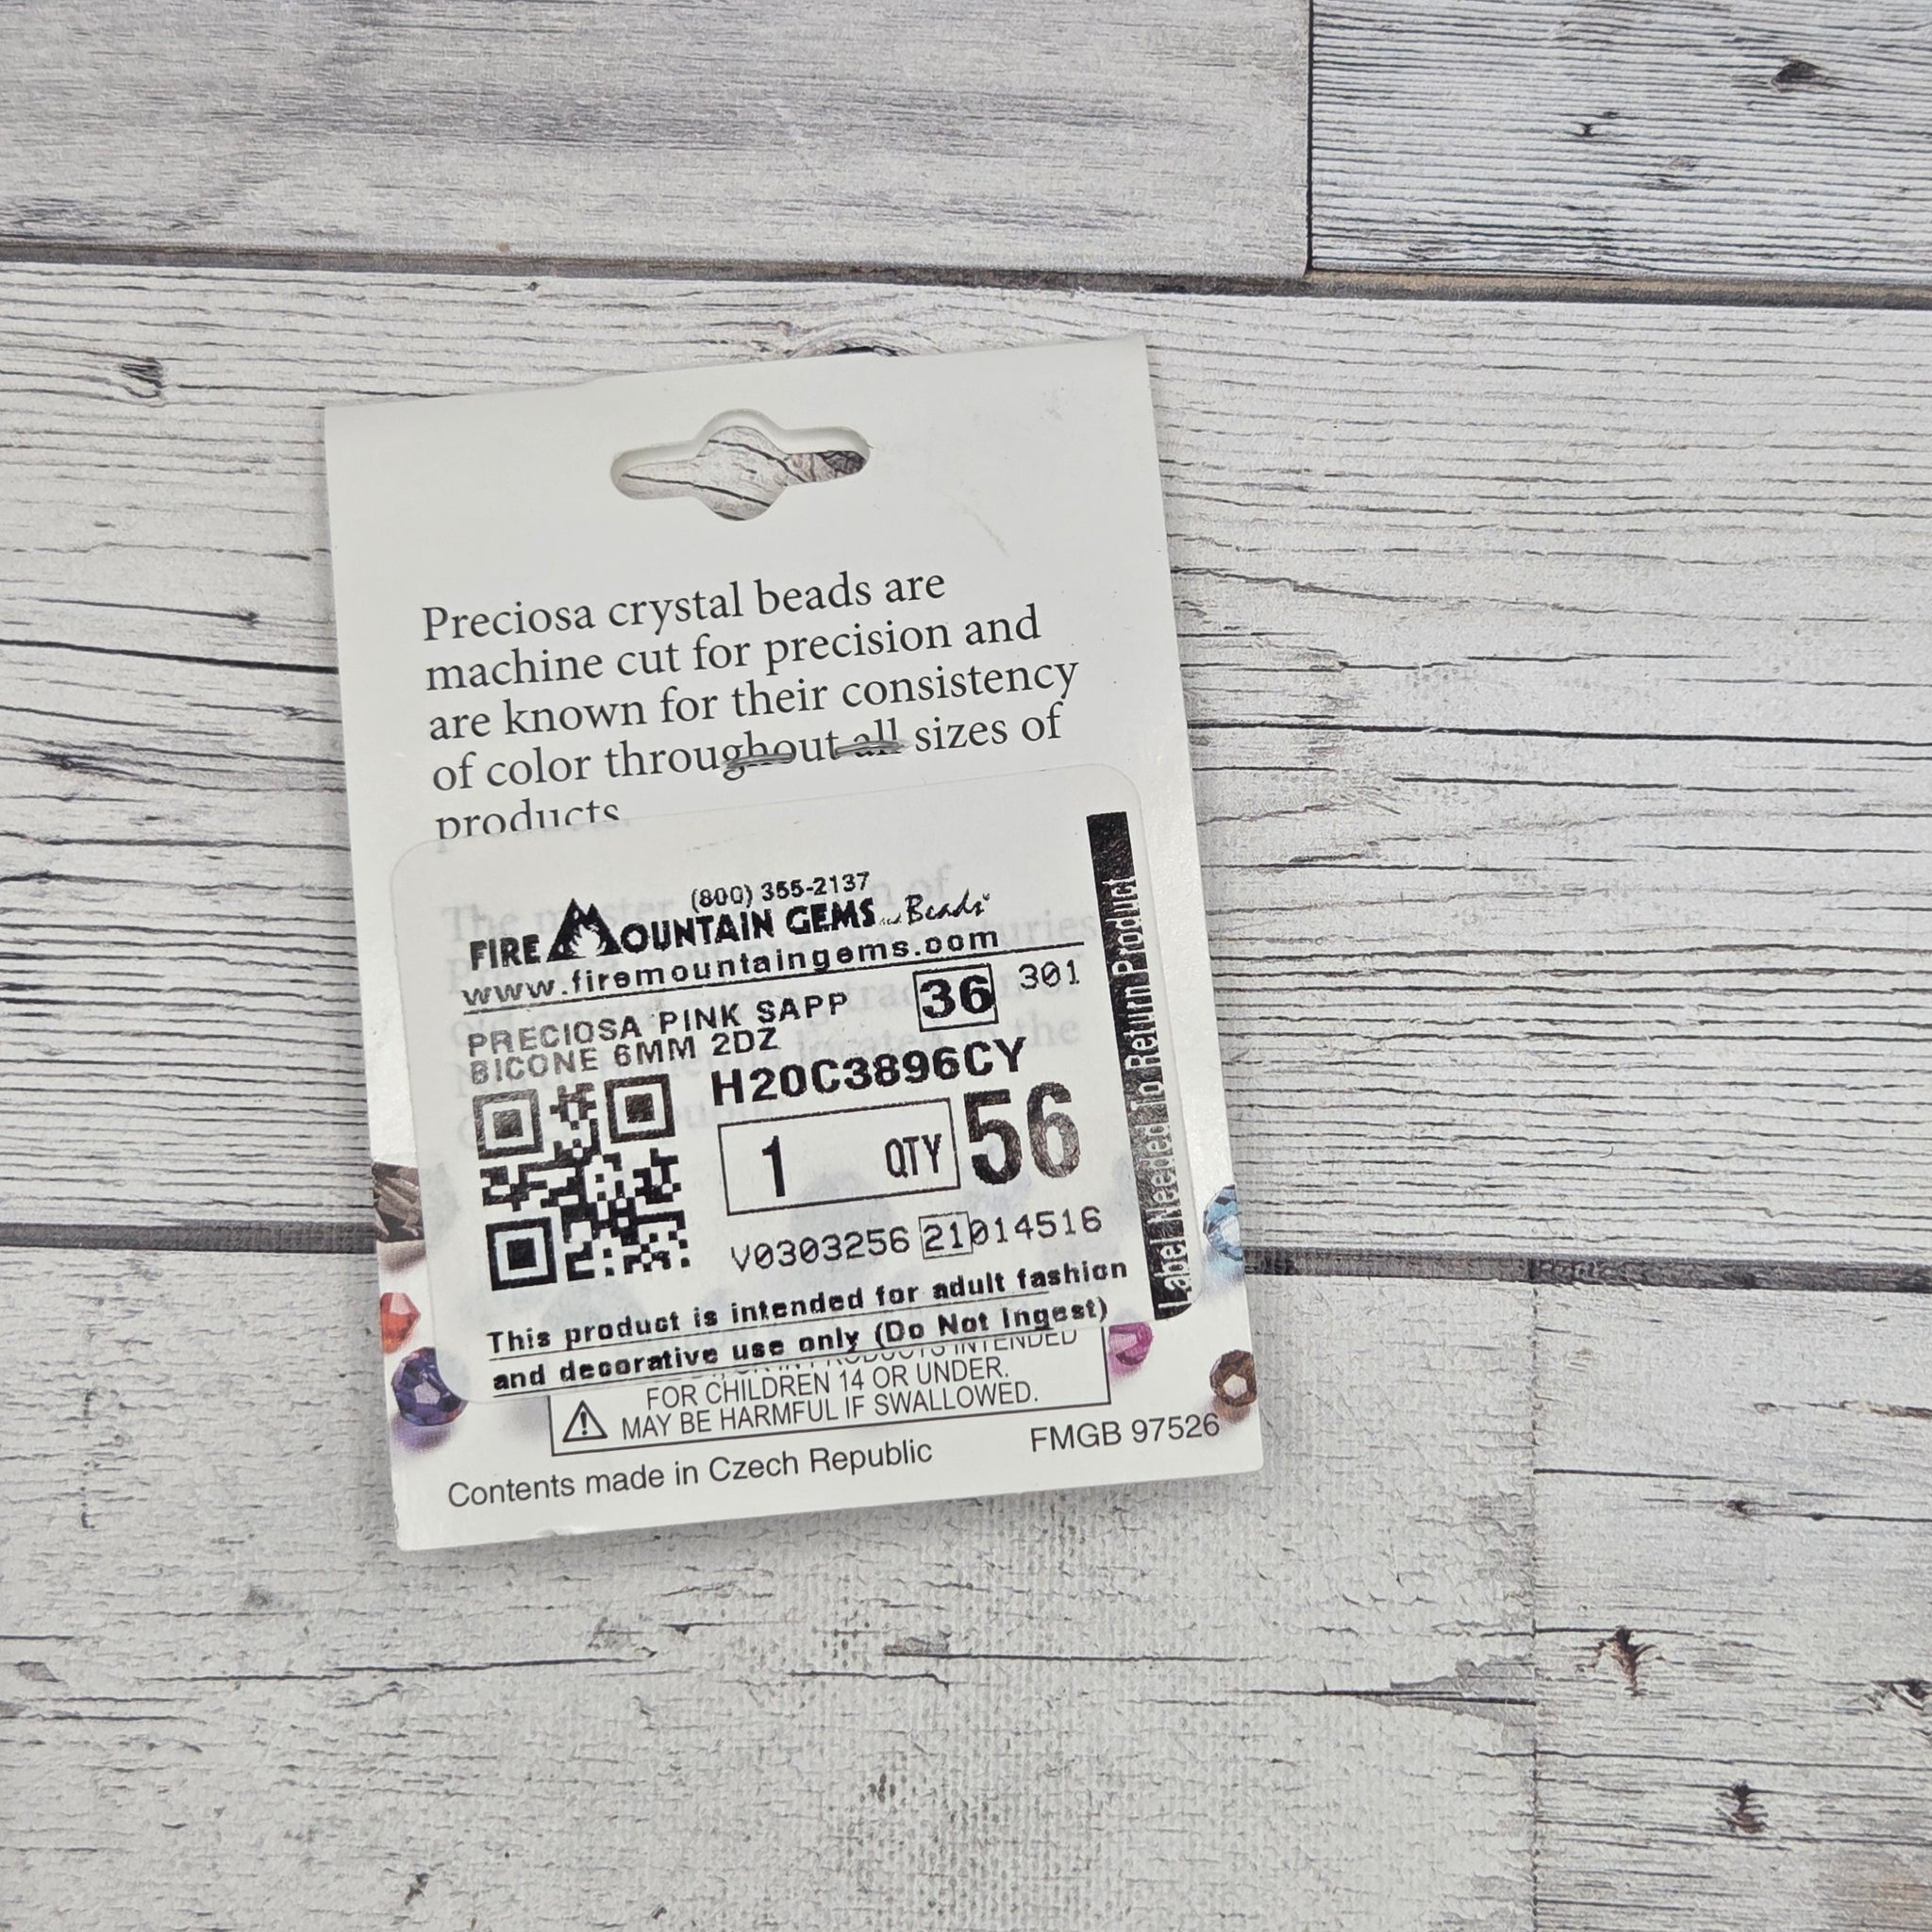 Preciosa crystal beads are
machine cut for precision and
are known for their consistency
of color throughout all sizes of
products.
(800) 355-2137
FIRE MOUNTAIN GEMS and Beads
www.firemountaingems.com
PRECIOSA PINK SAPP 36 301
BICONE 6MM 2DZ
H20C3896CY
1 QTY 56
V0303256 21014516
This product is intended for adult fashion
and decorative use only (Do Not Ingest)
Label Needed To Return Product
PRODUCTS INTENDED
FOR CHILDREN 14 OR UNDER.
MAY BE HARMFUL IF SWALLOWED.
Contents made in Czech Republic
FMGB 97526